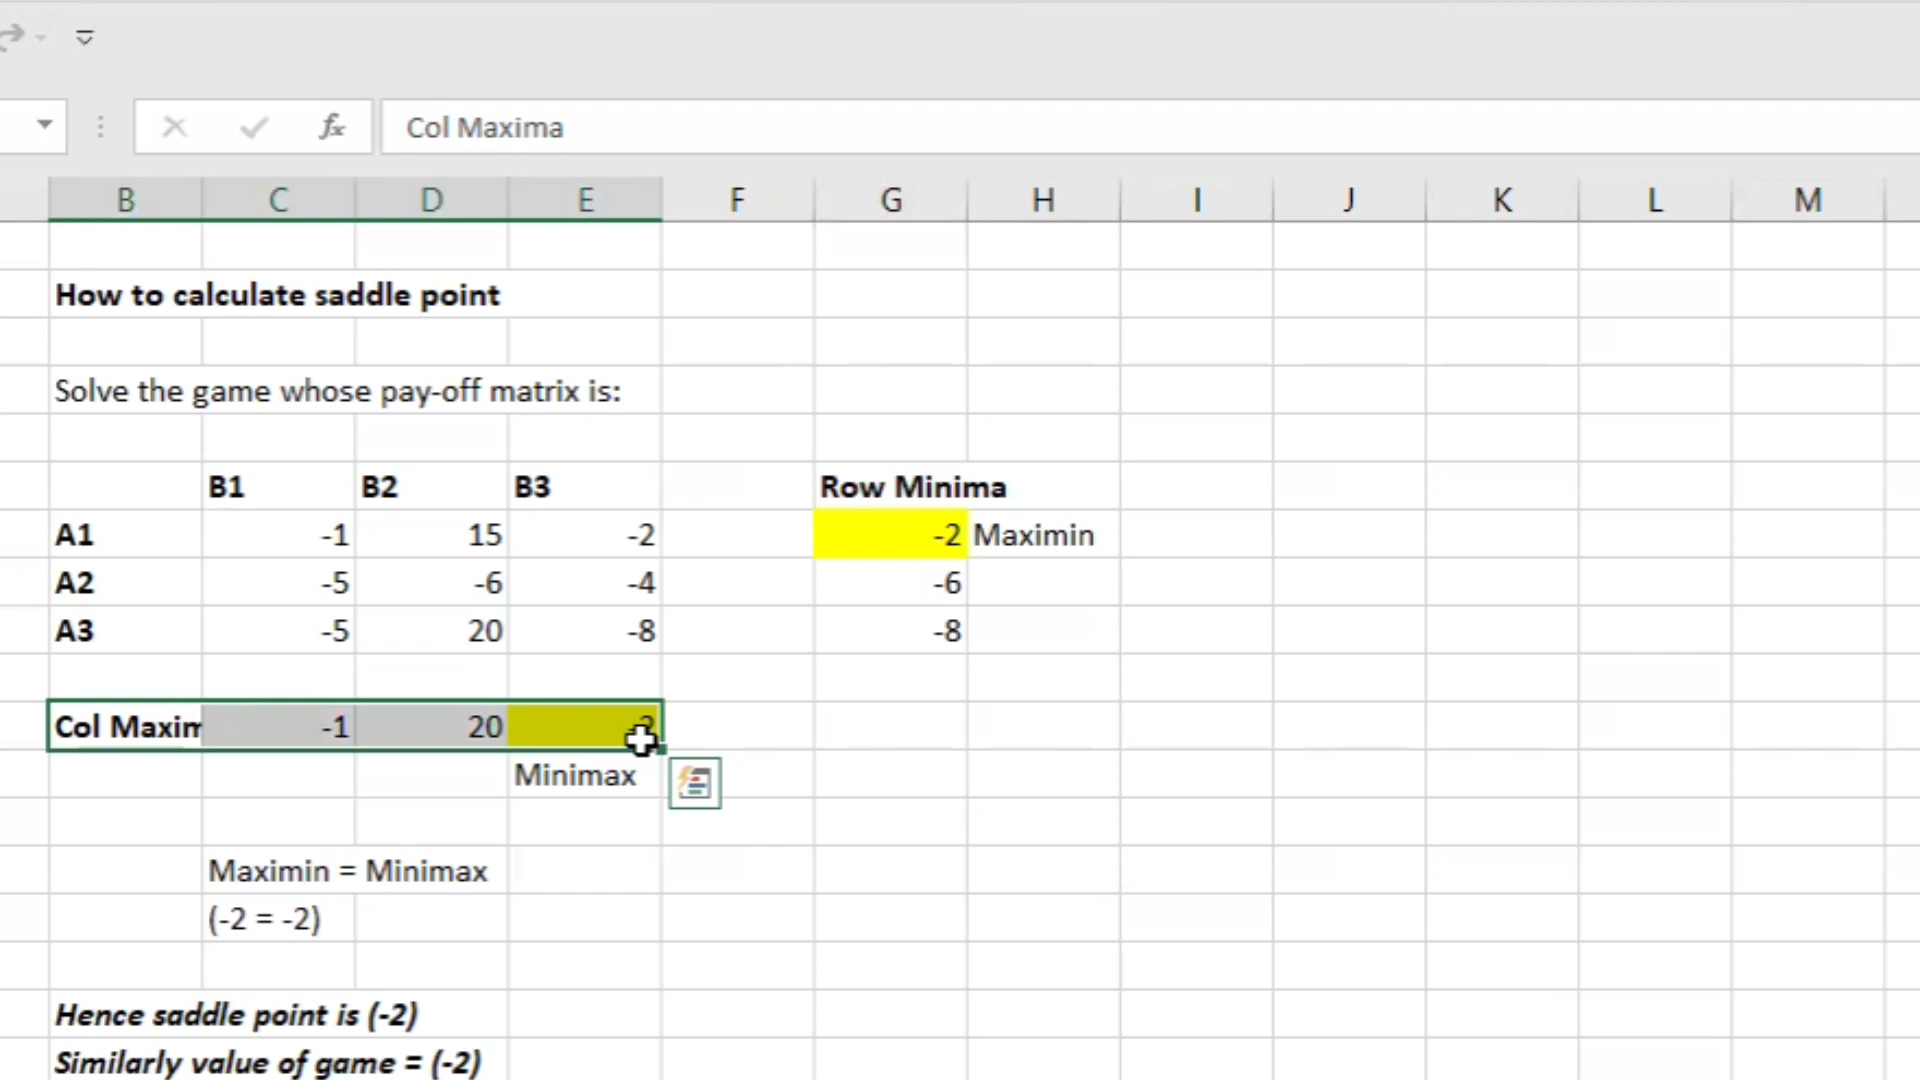 Col Maxima
B C D E F G H I J K L M
How to calculate saddle point
Solve the game whose pay-off matrix is:
B1 B2 B3 Row Minima
A1 -1 15 -2 -2 Maximin
A2 -5 -6 -4 -6
A3 -5 20 -8 -8
Col Maxim -1 20
Minimax
Maximin = Minimax
(-2 = -2)
Hence saddle point is (-2)
Similarly value of game = (-2)